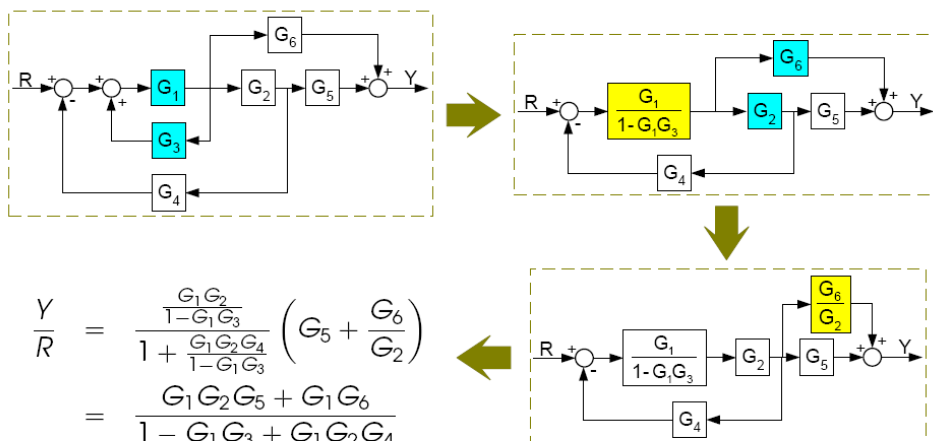 G₆
R + - + + G₁ G₂ G₅ + + Y
G₃
G₄
G₆
R + - G₁ / 1-G₁G₃ G₂ G₅ + + Y
G₄
G₆ / G₂
R + - G₁ / 1-G₁G₃ G₂ G₅ + + Y
G₄
Y/R = (G₁G₂ / 1-G₁G₃) / (1 + G₁G₂G₄ / 1-G₁G₃) (G₅ + G₆/G₂)
= G₁G₂G₅ + G₁G₆ / 1 - G₁G₃ + G₁G₂G₄